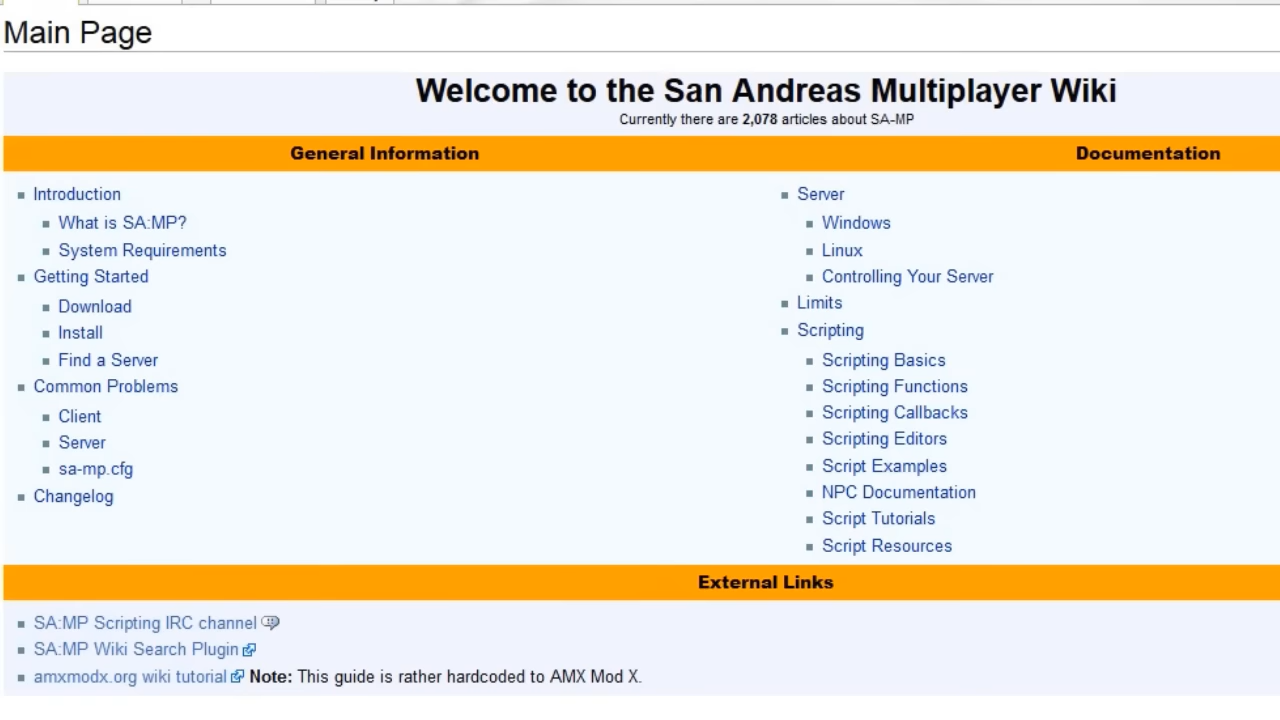 Main Page
Welcome to the San Andreas Multiplayer Wiki
Currently there are 2,078 articles about SA-MP
General Information
Introduction
What is SA:MP?
System Requirements
Getting Started
Download
Install
Find a Server
Common Problems
Client
Server
sa-mp.cfg
Changelog
Documentation
Server
Windows
Linux
Controlling Your Server
Limits
Scripting
Scripting Basics
Scripting Functions
Scripting Callbacks
Scripting Editors
Script Examples
NPC Documentation
Script Tutorials
Script Resources
External Links
SA:MP Scripting IRC channel
SA:MP Wiki Search Plugin
amxmodx.org wiki tutorial Note: This guide is rather hardcoded to AMX Mod X.